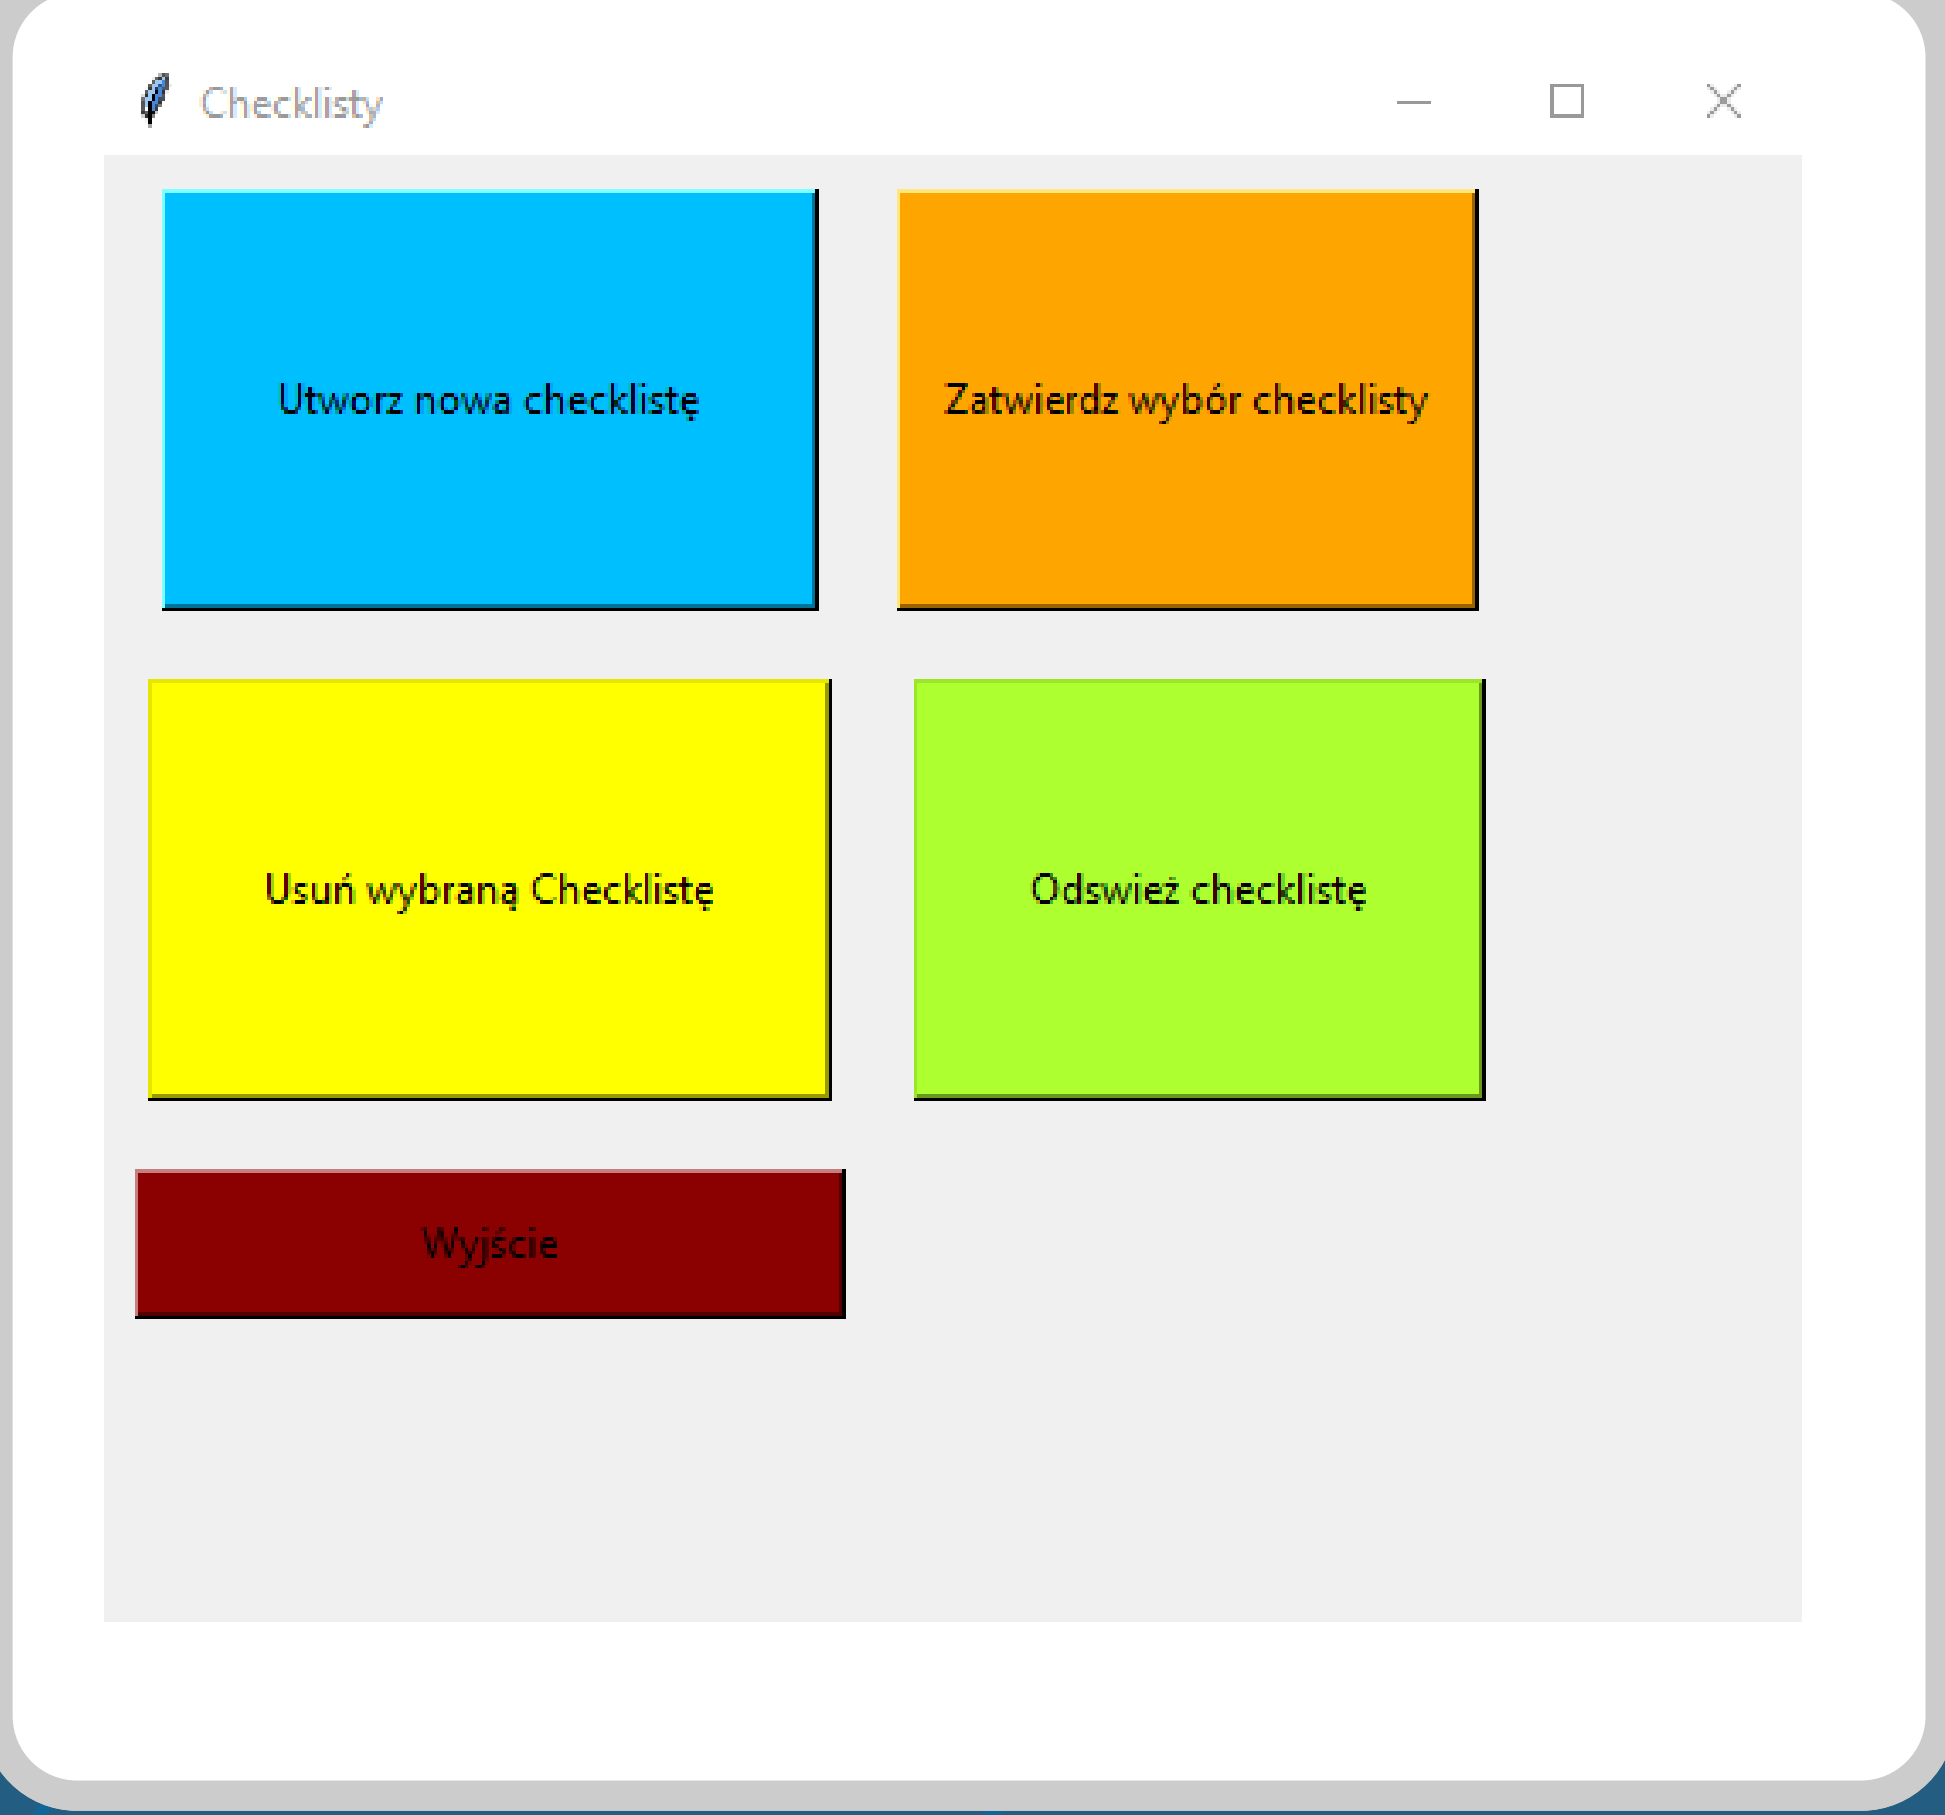 Checklisty
Utworz nowa checklistę
Zatwierdz wybór checklisty
Usuń wybraną Checklistę
Odswież checklistę
Wyjście